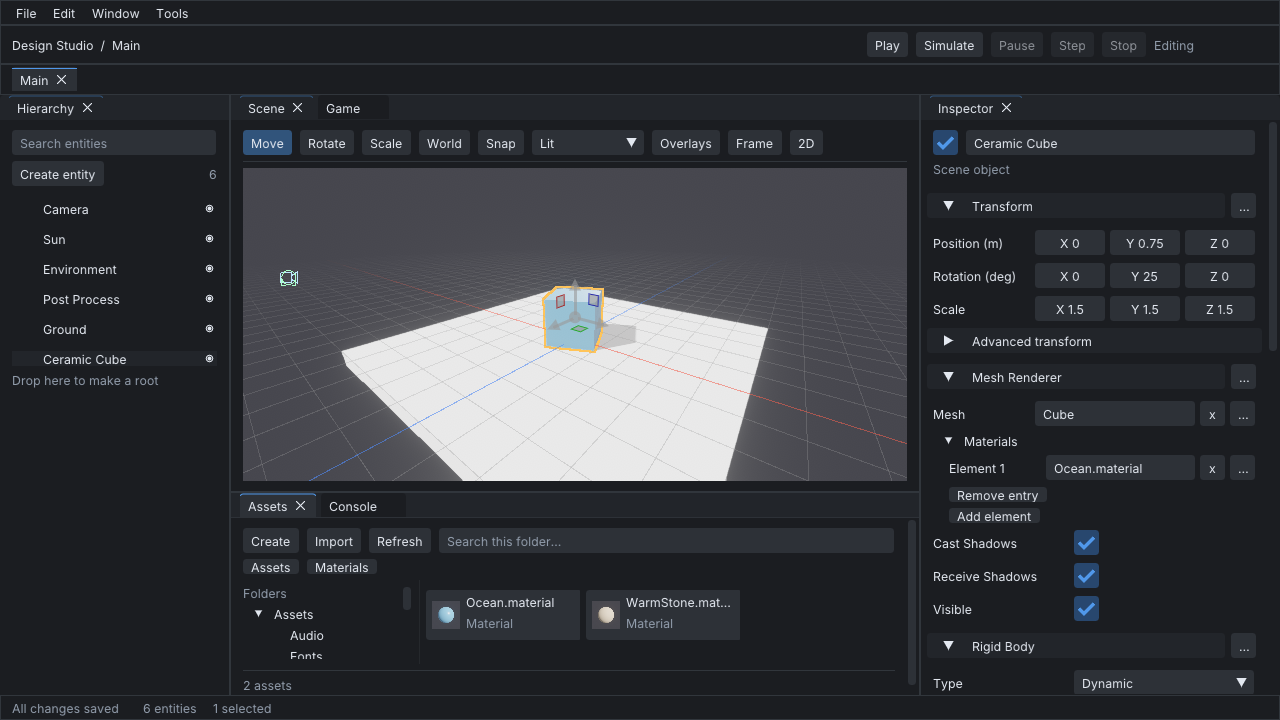 File Edit Window Tools
Design Studio / Main
Play Simulate Pause Step Stop Editing
Main
Hierarchy
Search entities
Create entity 6
Camera
Sun
Environment
Post Process
Ground
Ceramic Cube
Drop here to make a root
Scene Game
Move Rotate Scale World Snap Lit Overlays Frame 2D
Assets Console
Create Import Refresh Search this folder...
Assets Materials
Folders
Assets
Audio
Fonts
Ocean.material
Material
WarmStone.mat...
Material
2 assets
Inspector
Ceramic Cube
Scene object
Transform ...
Position (m) X 0 Y 0.75 Z 0
Rotation (deg) X 0 Y 25 Z 0
Scale X 1.5 Y 1.5 Z 1.5
Advanced transform
Mesh Renderer ...
Mesh Cube x ...
Materials
Element 1 Ocean.material x ...
Remove entry
Add element
Cast Shadows
Receive Shadows
Visible
Rigid Body ...
Type Dynamic
All changes saved 6 entities 1 selected